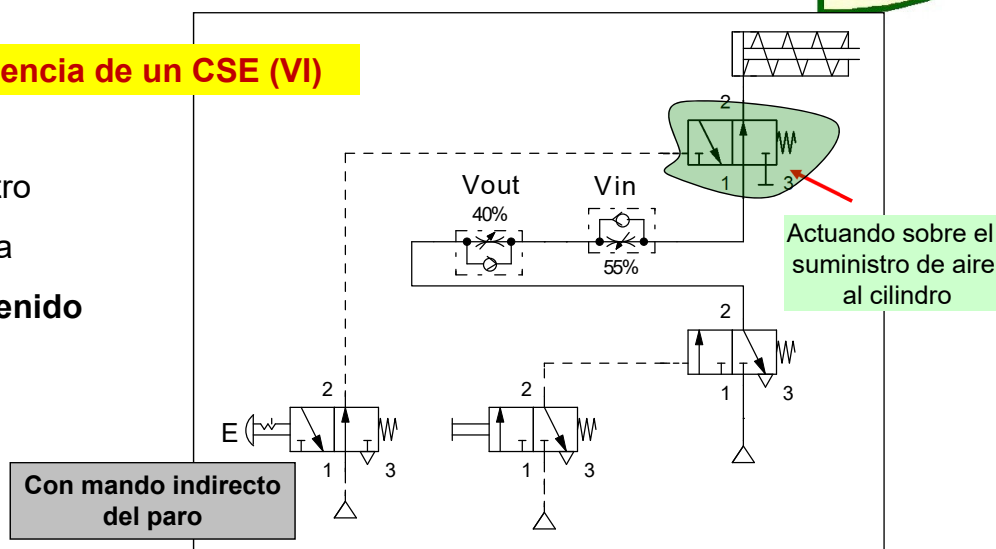 encia de un CSE (VI)
tro
a
enido
2
1
3
Vout
40%
Vin
55%
Actuando sobre el
suministro de aire
al cilindro
2
1
3
E
2
1
3
2
1
3
Con mando indirecto
del paro